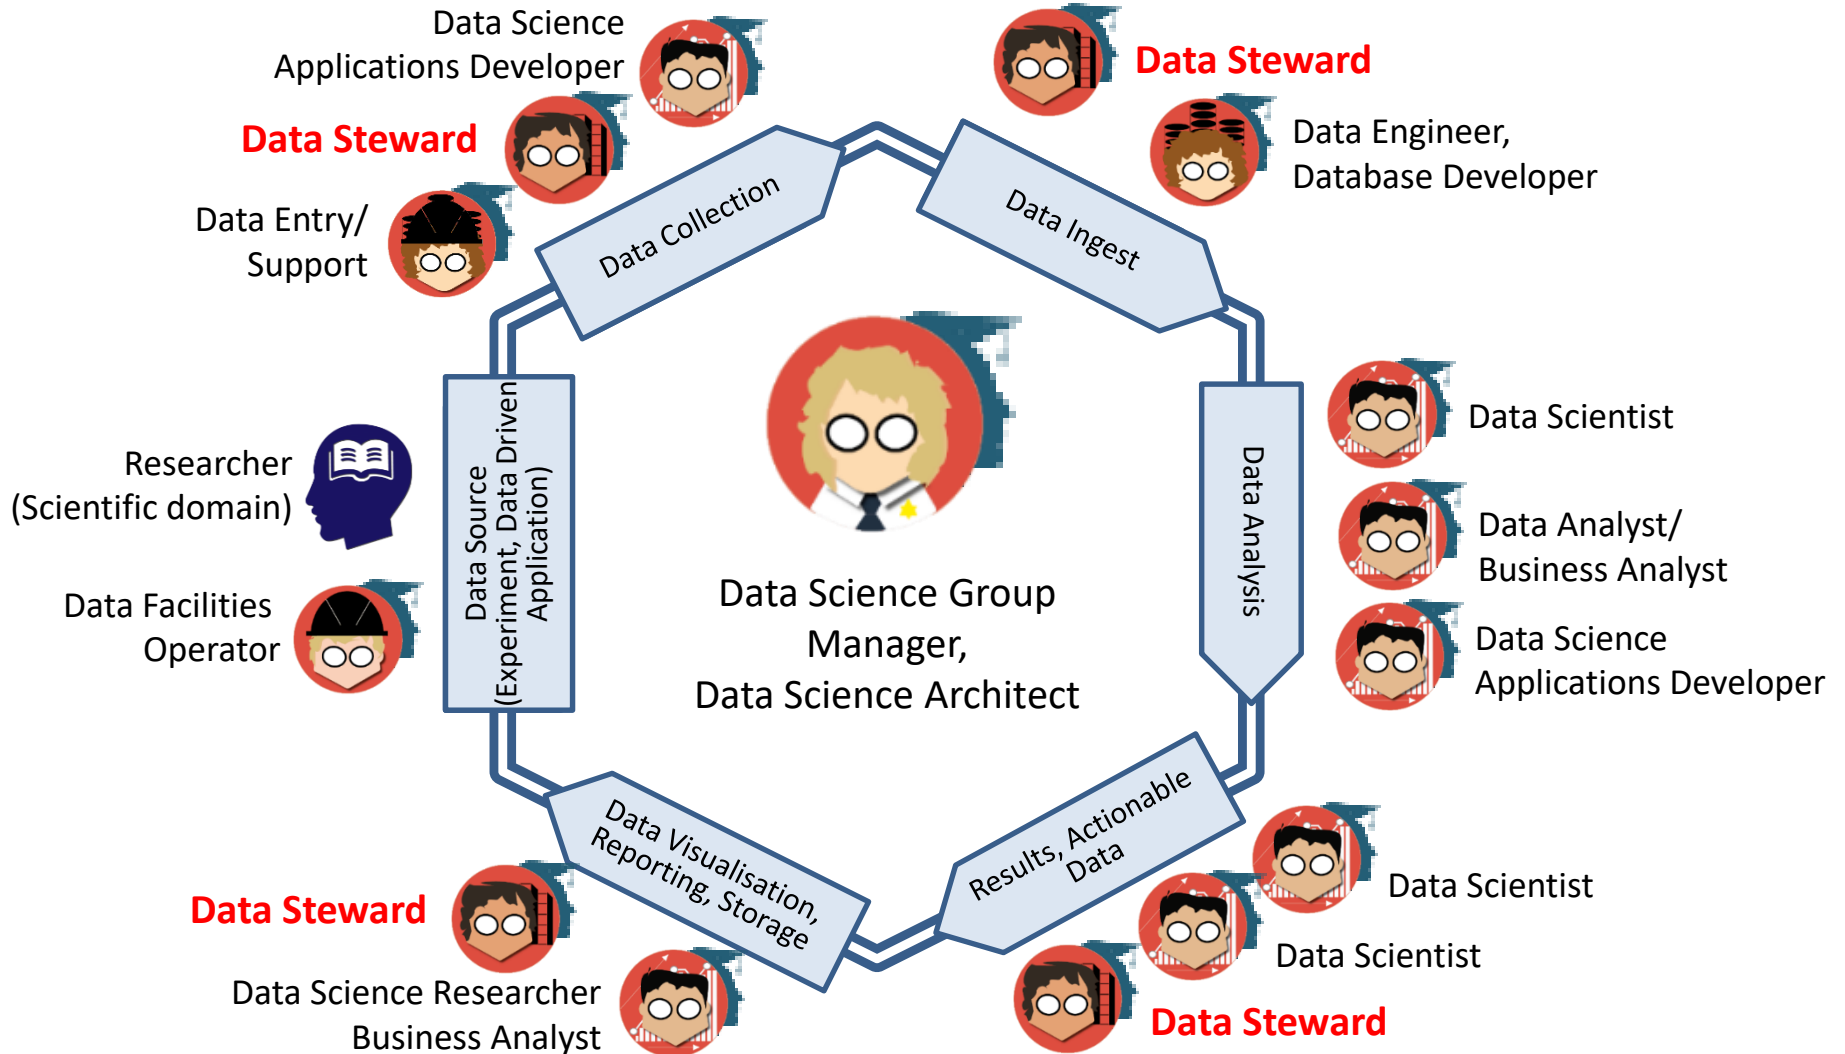 Data Science
Applications Developer
Data Steward
Data Entry/
Support
Data Steward
Data Engineer,
Database Developer
Data Collection
Data Ingest
Researcher
(Scientific domain)
Data Facilities
Operator
Data Source
(Experiment, Data Driven
Application)
Data Science Group
Manager,
Data Science Architect
Data Analysis
Data Scientist
Data Analyst/
Business Analyst
Data Science
Applications Developer
Data Visualisation,
Reporting, Storage
Results, Actionable
Data
Data Scientist
Data Scientist
Data Steward
Data Steward
Data Science Researcher
Business Analyst